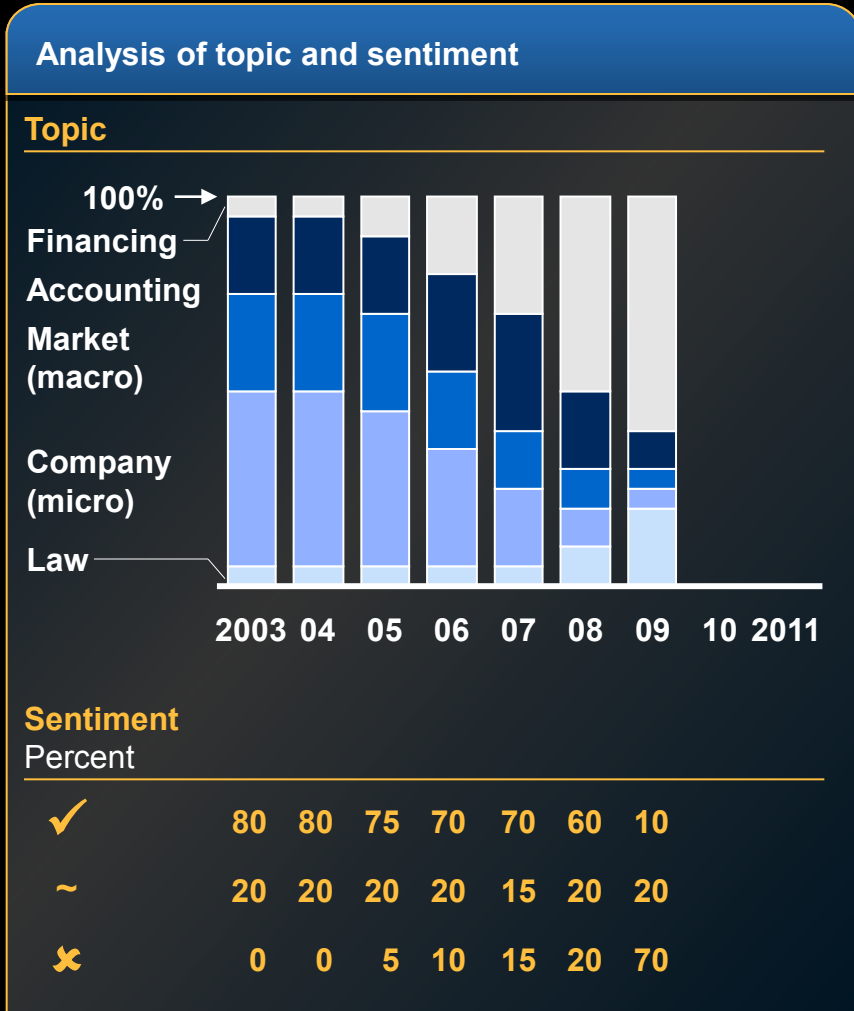 Analysis of topic and sentiment
Topic
100%
Financing
Accounting
Market
(macro)
Company
(micro)
Law
2003 04 05 06 07 08 09 10 2011
Sentiment
Percent
✓ 80 80 75 70 70 60 10
~ 20 20 20 20 15 20 20
✘ 0 0 5 10 15 20 70